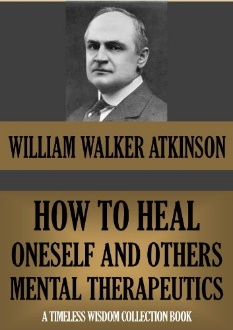 WILLIAM WALKER ATKINSON
HOW TO HEAL
ONESELF AND OTHERS
MENTAL THERAPEUTICS
A TIMELESS WISDOM COLLECTION BOOK